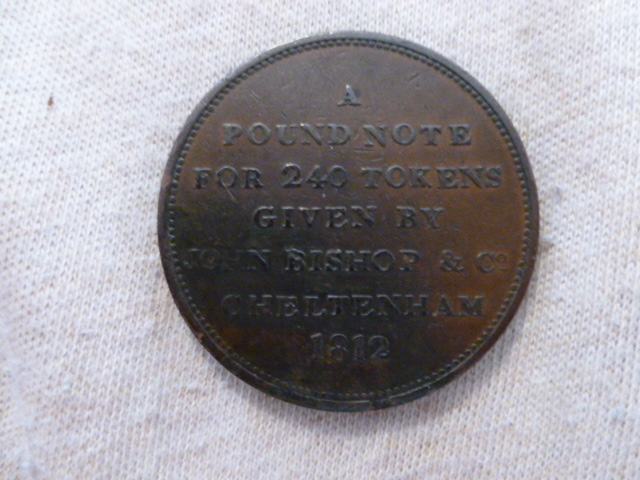 A
POUND NOTE
FOR 240 TOKENS
GIVEN BY
JOHN BISHOP & Co
CHELTENHAM
1812